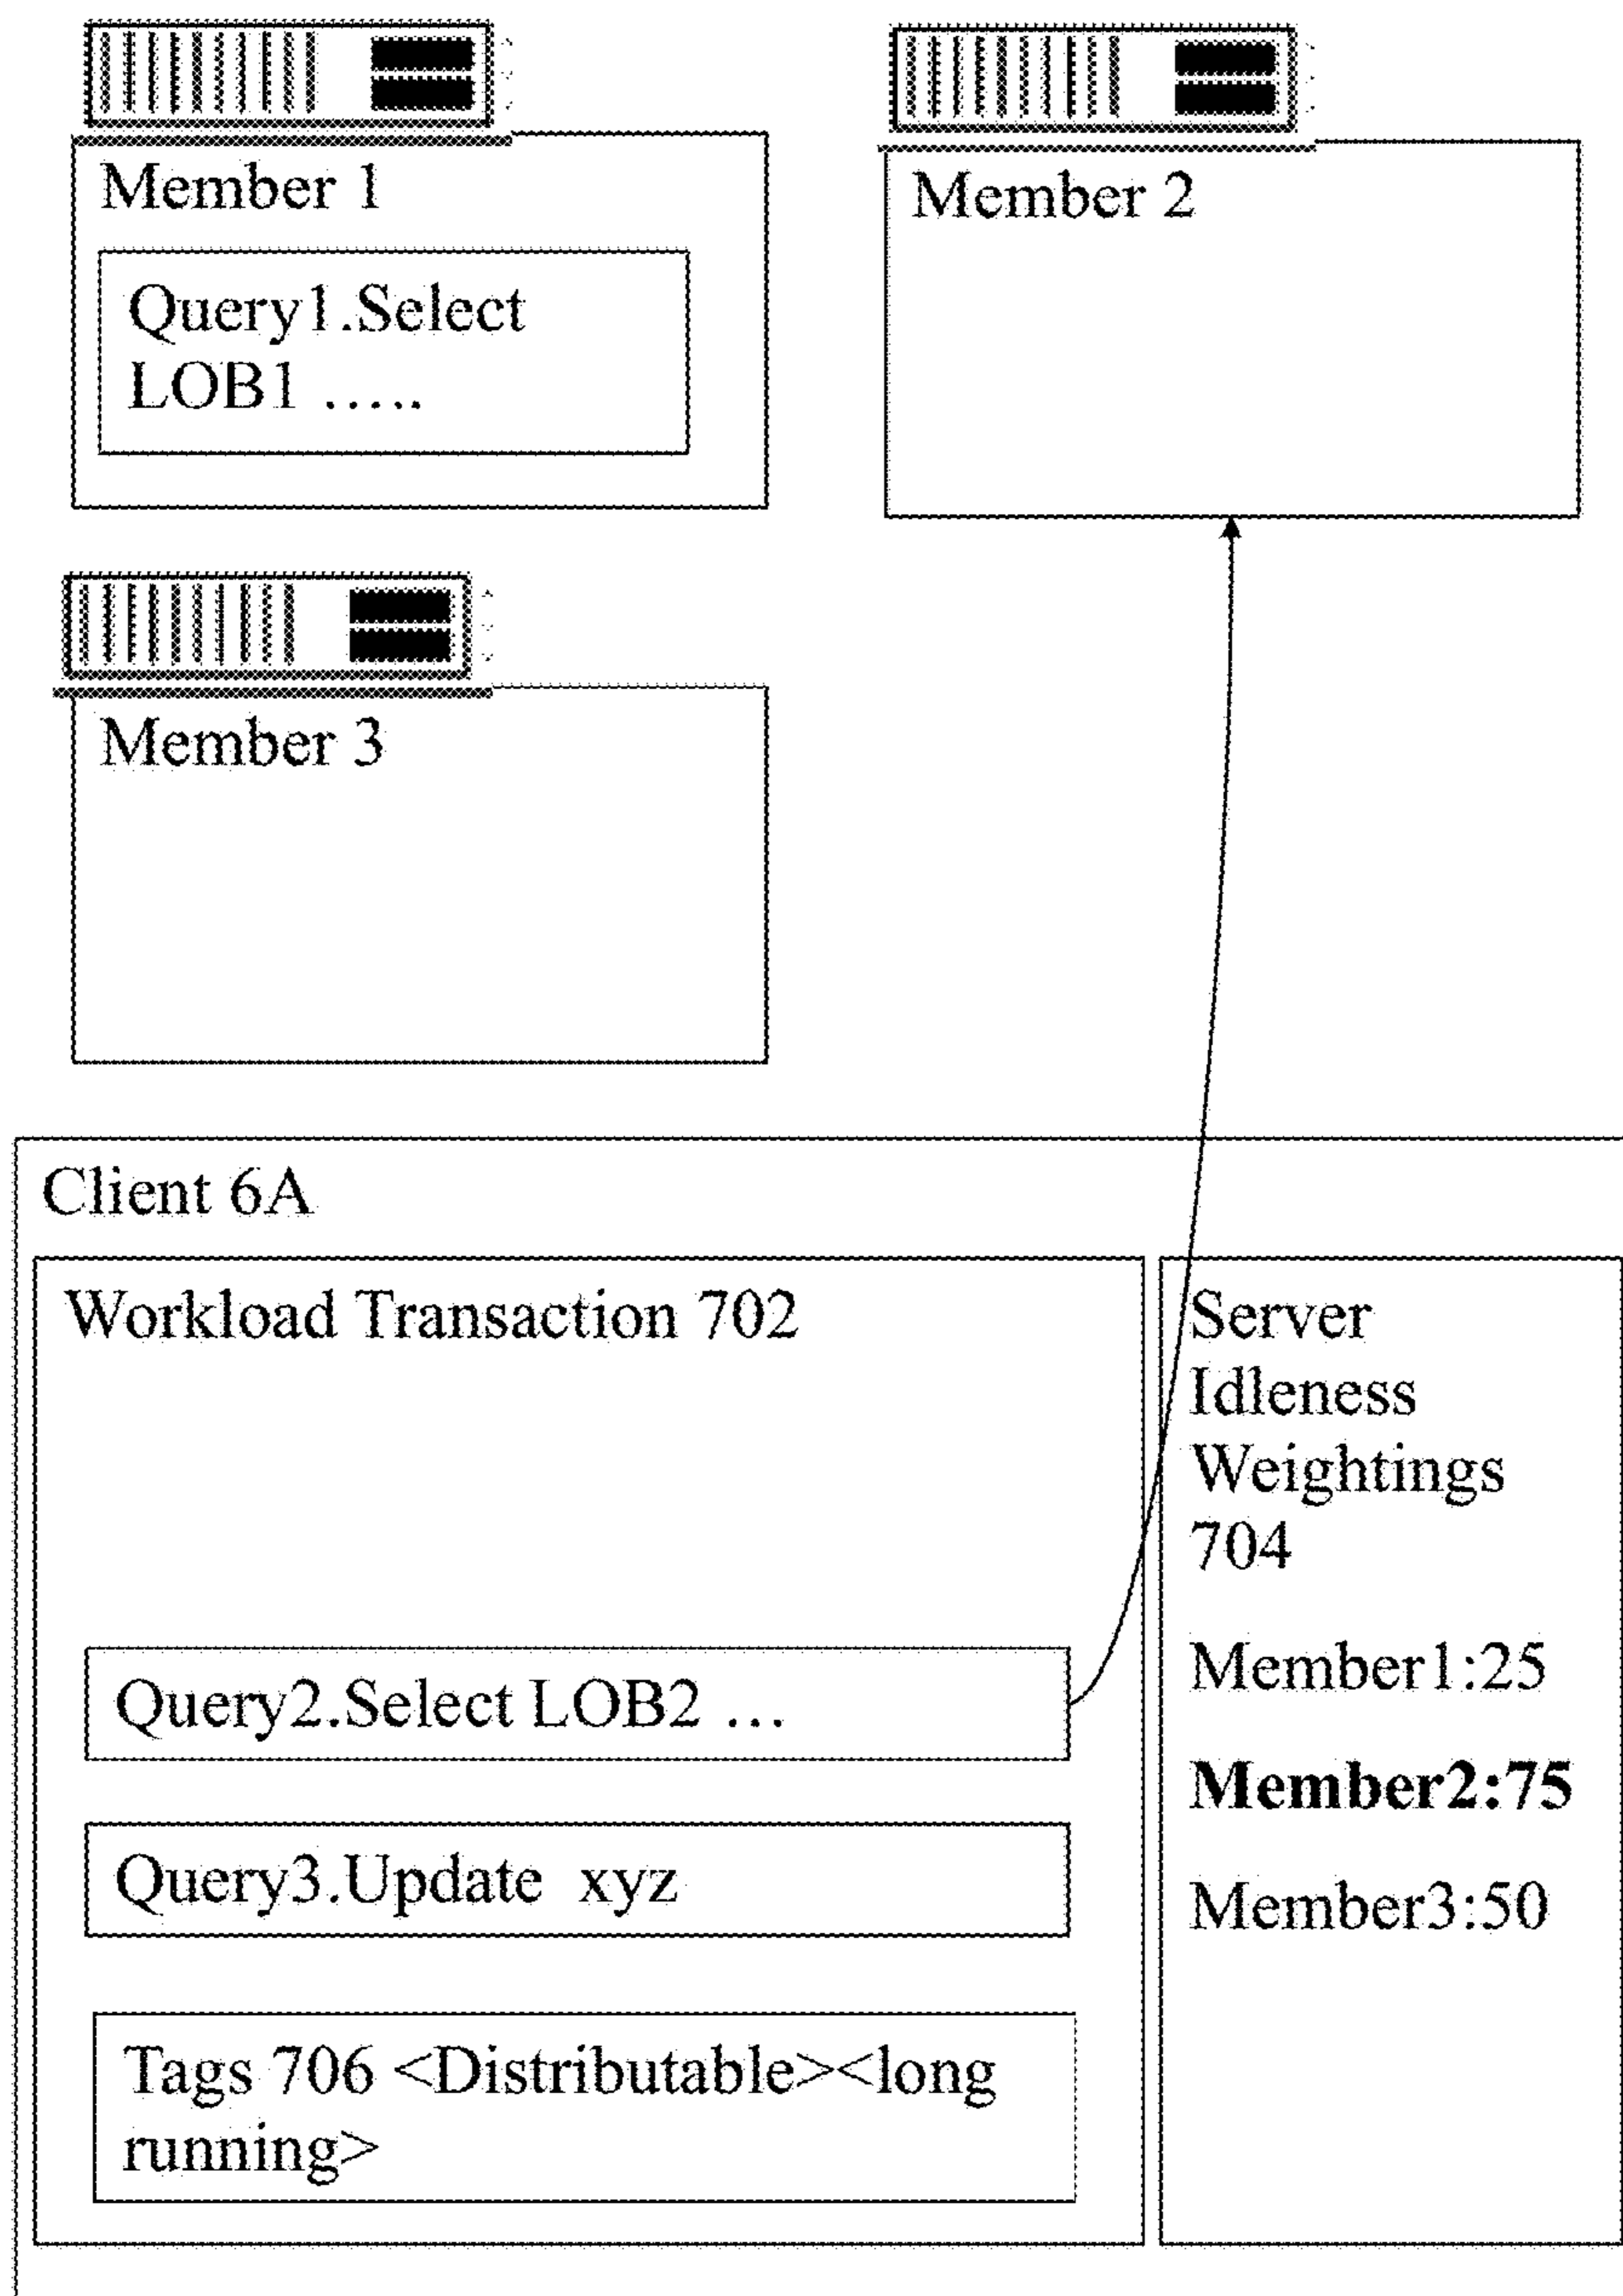 Member 1
Query1.Select
LOB1 .....
Member 2
Member 3
Client 6A
Workload Transaction 702
Query2.Select LOB2 ...
Query3.Update xyz
Tags 706 <Distributable><long
running>
Server
Idleness
Weightings
704
Member1:25
Member2:75
Member3:50